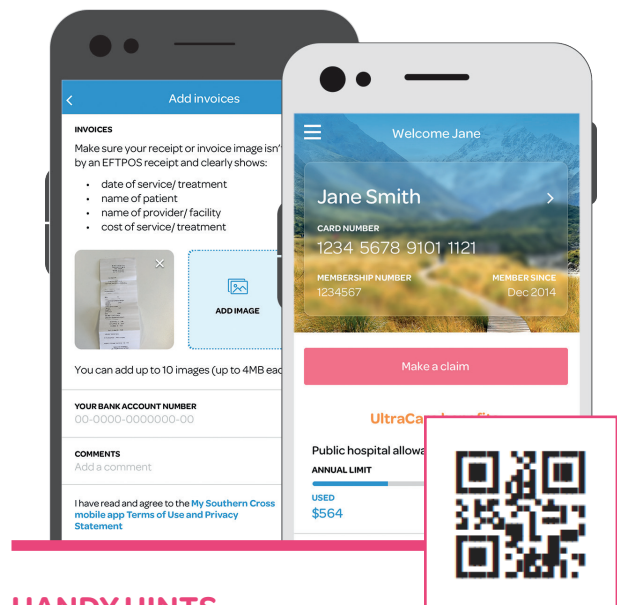 Add invoices
INVOICES
Make sure your receipt or invoice image isn'
by an EFTPOS receipt and clearly shows:
• date of service/ treatment
• name of patient
• name of provider/ facility
• cost of service/ treatment
ADD IMAGE
You can add up to 10 images (up to 4MB eac
YOUR BANK ACCOUNT NUMBER
00-0000-0000000-00
COMMENTS
Add a comment
I have read and agree to the My Southern Cross
mobile app Terms of Use and Privacy
Statement
Welcome Jane
Jane Smith
CARD NUMBER
1234 5678 9101 1121
MEMBERSHIP NUMBER MEMBER SINCE
1234567 Dec 2014
Make a claim
Public hospital allowa
ANNUAL LIMIT
USED
$564
HANDY HINTS